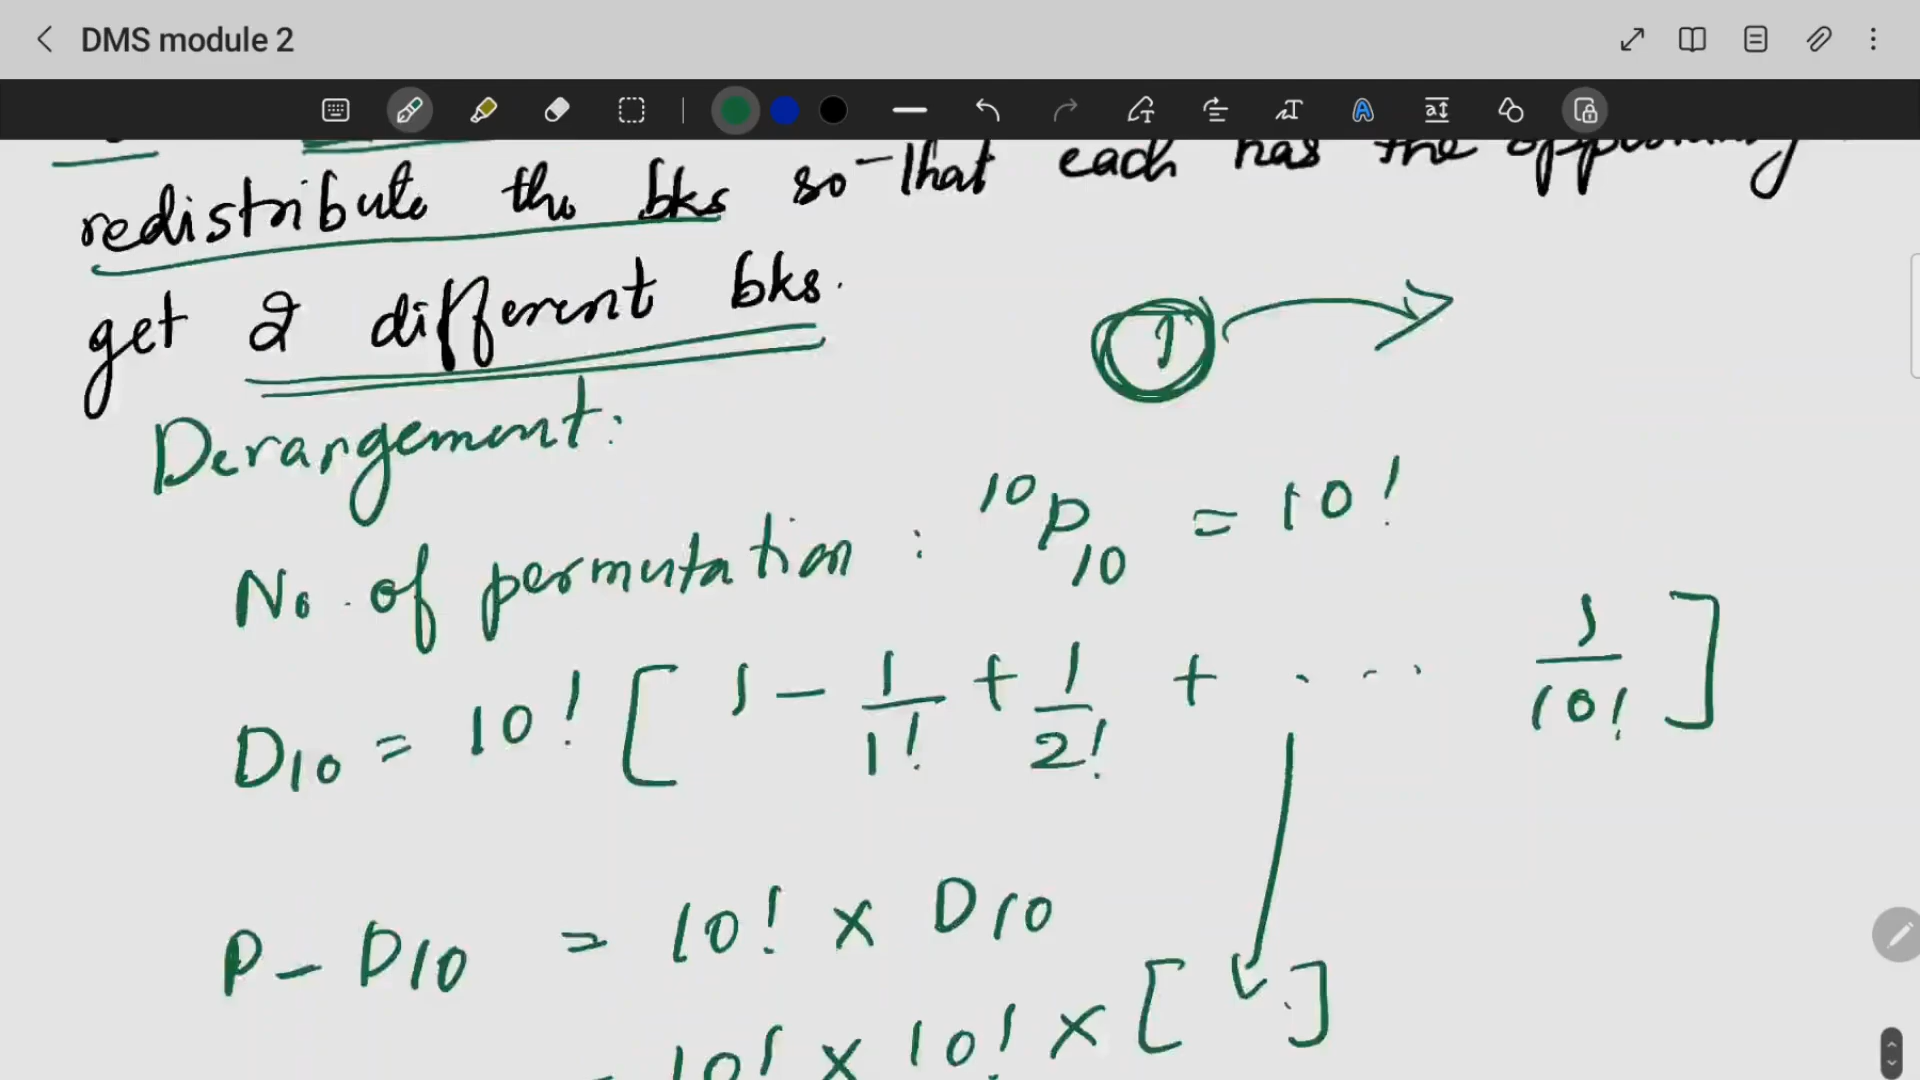 DMS module 2
so that each has the
redistribute the bks
get 2 different bks.
1
Derangement:
No. of permutation : ¹⁰P₁₀ = 10!
D₁₀ = 10! [ 1 - 1/1! + 1/2! + . .. 1/10! ]
P - D₁₀ = 10! × D₁₀
= 10! × 10! × [ ]